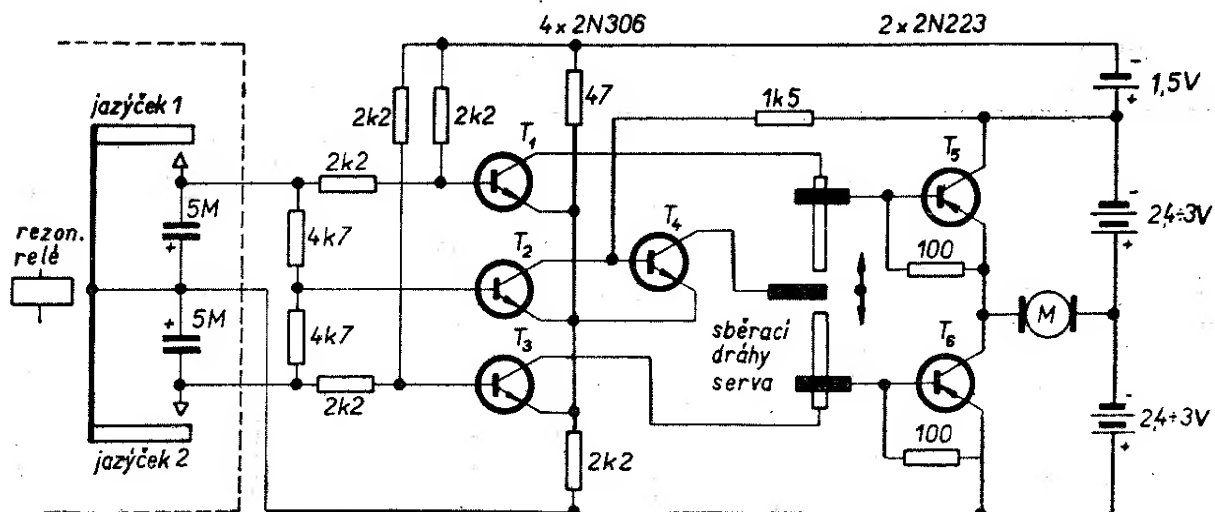 4 x 2N306
2 x 2N223
- 1,5V +
jazýček 1
2k2
2k2
47
1k5
T1
T5
2k2
5M
+
4k7
T2
T4
- 2,4÷3V +
100
rezon.
relé
M
+
5M
4k7
T3
sběrací
dráhy
serva
T6
2k2
- 2,4÷3V +
100
jazýček 2
2k2